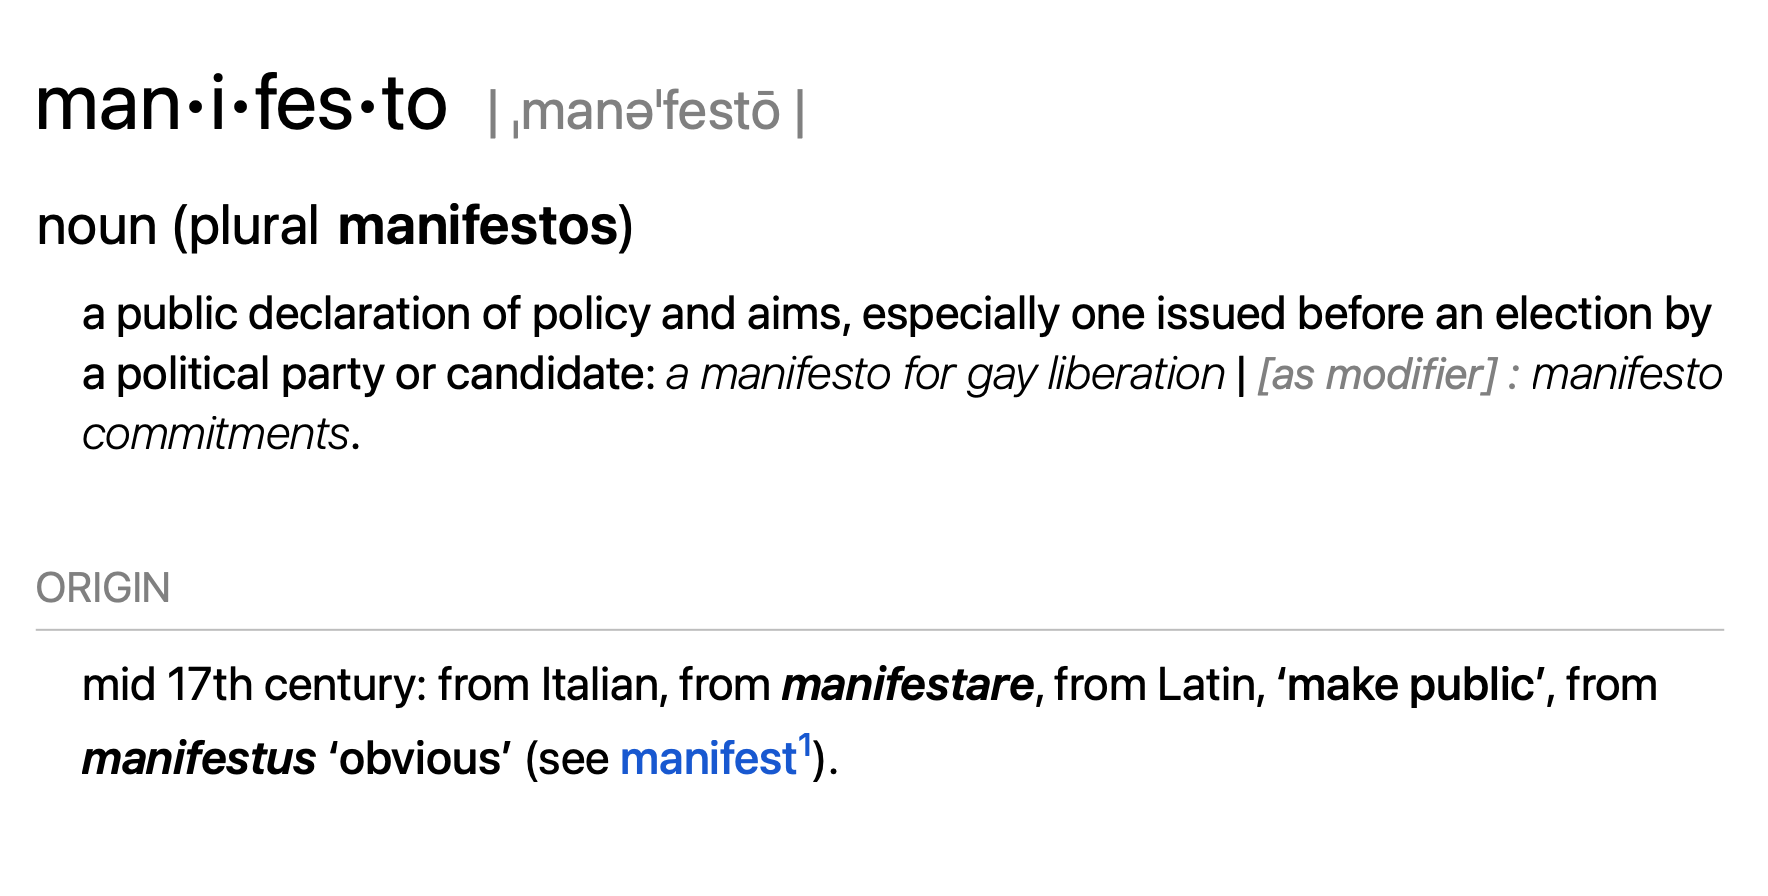 man·i·fes·to | ˌmanəˈfestō |
noun (plural manifestos)
a public declaration of policy and aims, especially one issued before an election by
a political party or candidate: a manifesto for gay liberation | [as modifier] : manifesto
commitments.
ORIGIN
mid 17th century: from Italian, from manifestare, from Latin, ‘make public’, from
manifestus ‘obvious’ (see manifest¹).